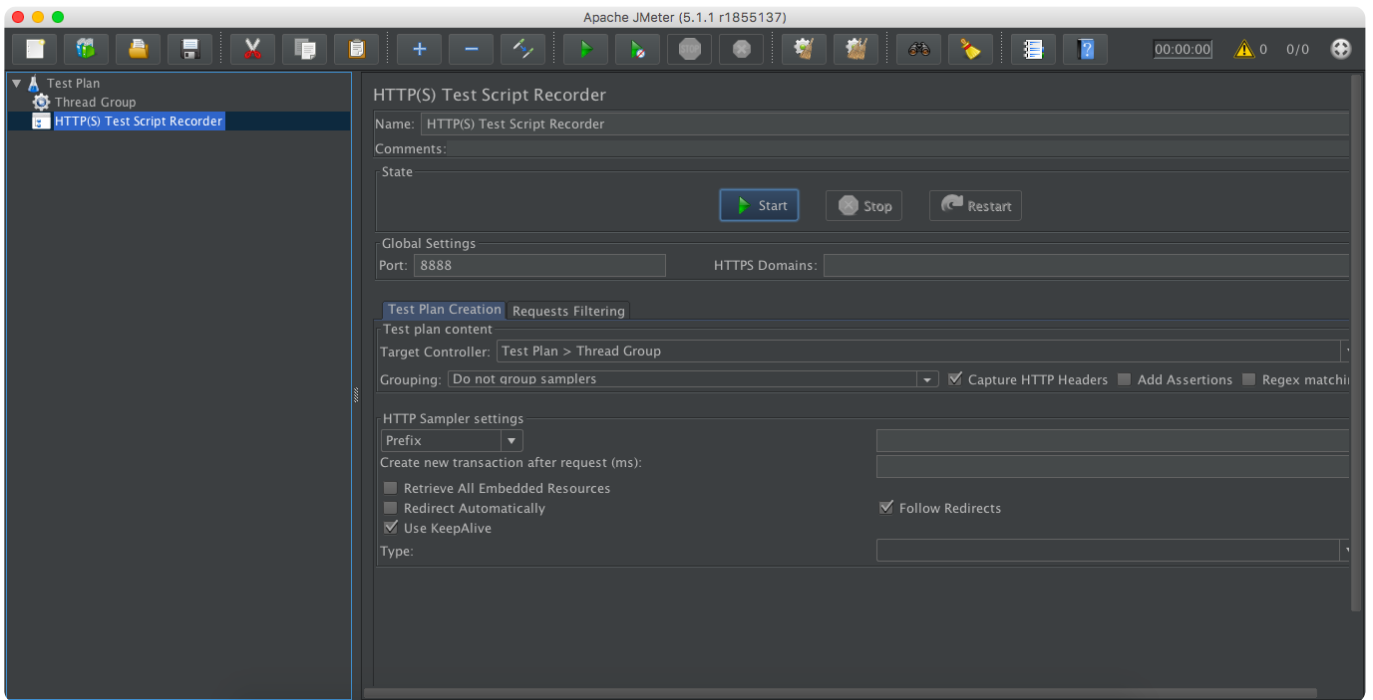 Apache JMeter (5.1.1 r1855137)
00:00:00 0 0/0
Test Plan
Thread Group
HTTP(S) Test Script Recorder
HTTP(S) Test Script Recorder
Name: HTTP(S) Test Script Recorder
Comments:
State
Start Stop Restart
Global Settings
Port: 8888 HTTPS Domains:
Test Plan Creation Requests Filtering
Test plan content
Target Controller: Test Plan > Thread Group
Grouping: Do not group samplers Capture HTTP Headers Add Assertions Regex matchi
HTTP Sampler settings
Prefix
Create new transaction after request (ms):
Retrieve All Embedded Resources
Redirect Automatically Follow Redirects
Use KeepAlive
Type: